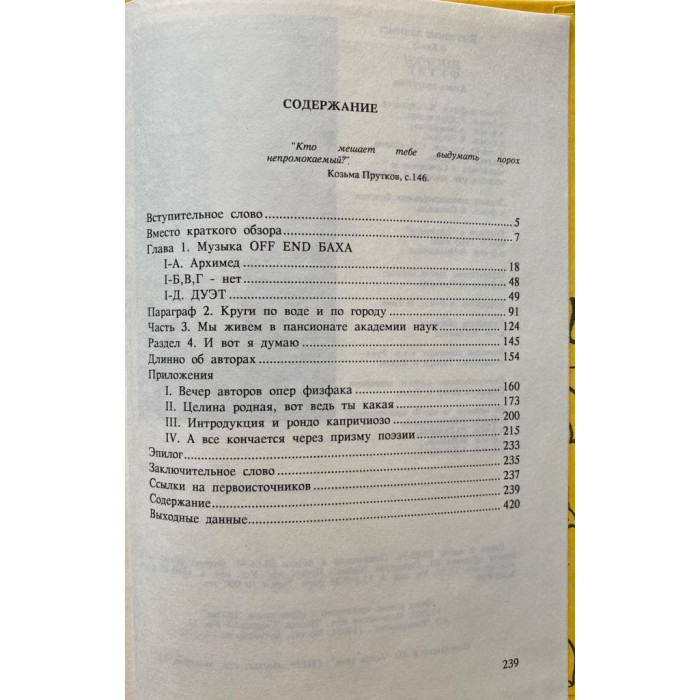 СОДЕРЖАНИЕ
"Кто мешает тебе выдумать порох
непромокаемый?".
Козьма Прутков, с.146.
Вступительное слово 5
Вместо краткого обзора 7
Глава 1. Музыка OFF END БАХА
I-А. Архимед 18
I-Б,В,Г - нет 48
I-Д. ДУЭТ 49
Параграф 2. Круги по воде и по городу 91
Часть 3. Мы живем в пансионате академии наук 124
Раздел 4. И вот я думаю 145
Длинно об авторах 154
Приложения
I. Вечер авторов опер физфака 160
II. Целина родная, вот ведь ты какая 173
III. Интродукция и рондо капричиозо 200
IV. А все кончается через призму поэзии 215
Эпилог 233
Заключительное слово 235
Ссылки на первоисточников 237
Содержание 239
Выходные данные 420
239